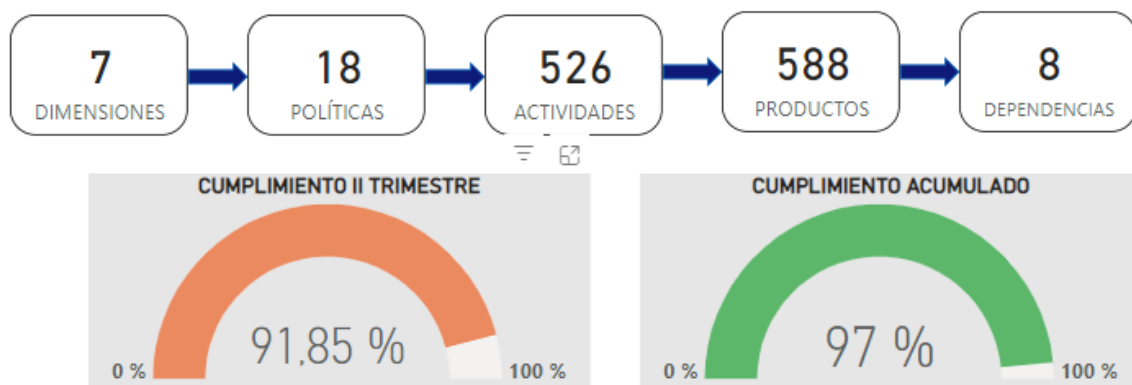 7
DIMENSIONES
18
POLÍTICAS
526
ACTIVIDADES
588
PRODUCTOS
8
DEPENDENCIAS
CUMPLIMIENTO II TRIMESTRE
91,85 %
0 %
100 %
CUMPLIMIENTO ACUMULADO
97 %
0 %
100 %